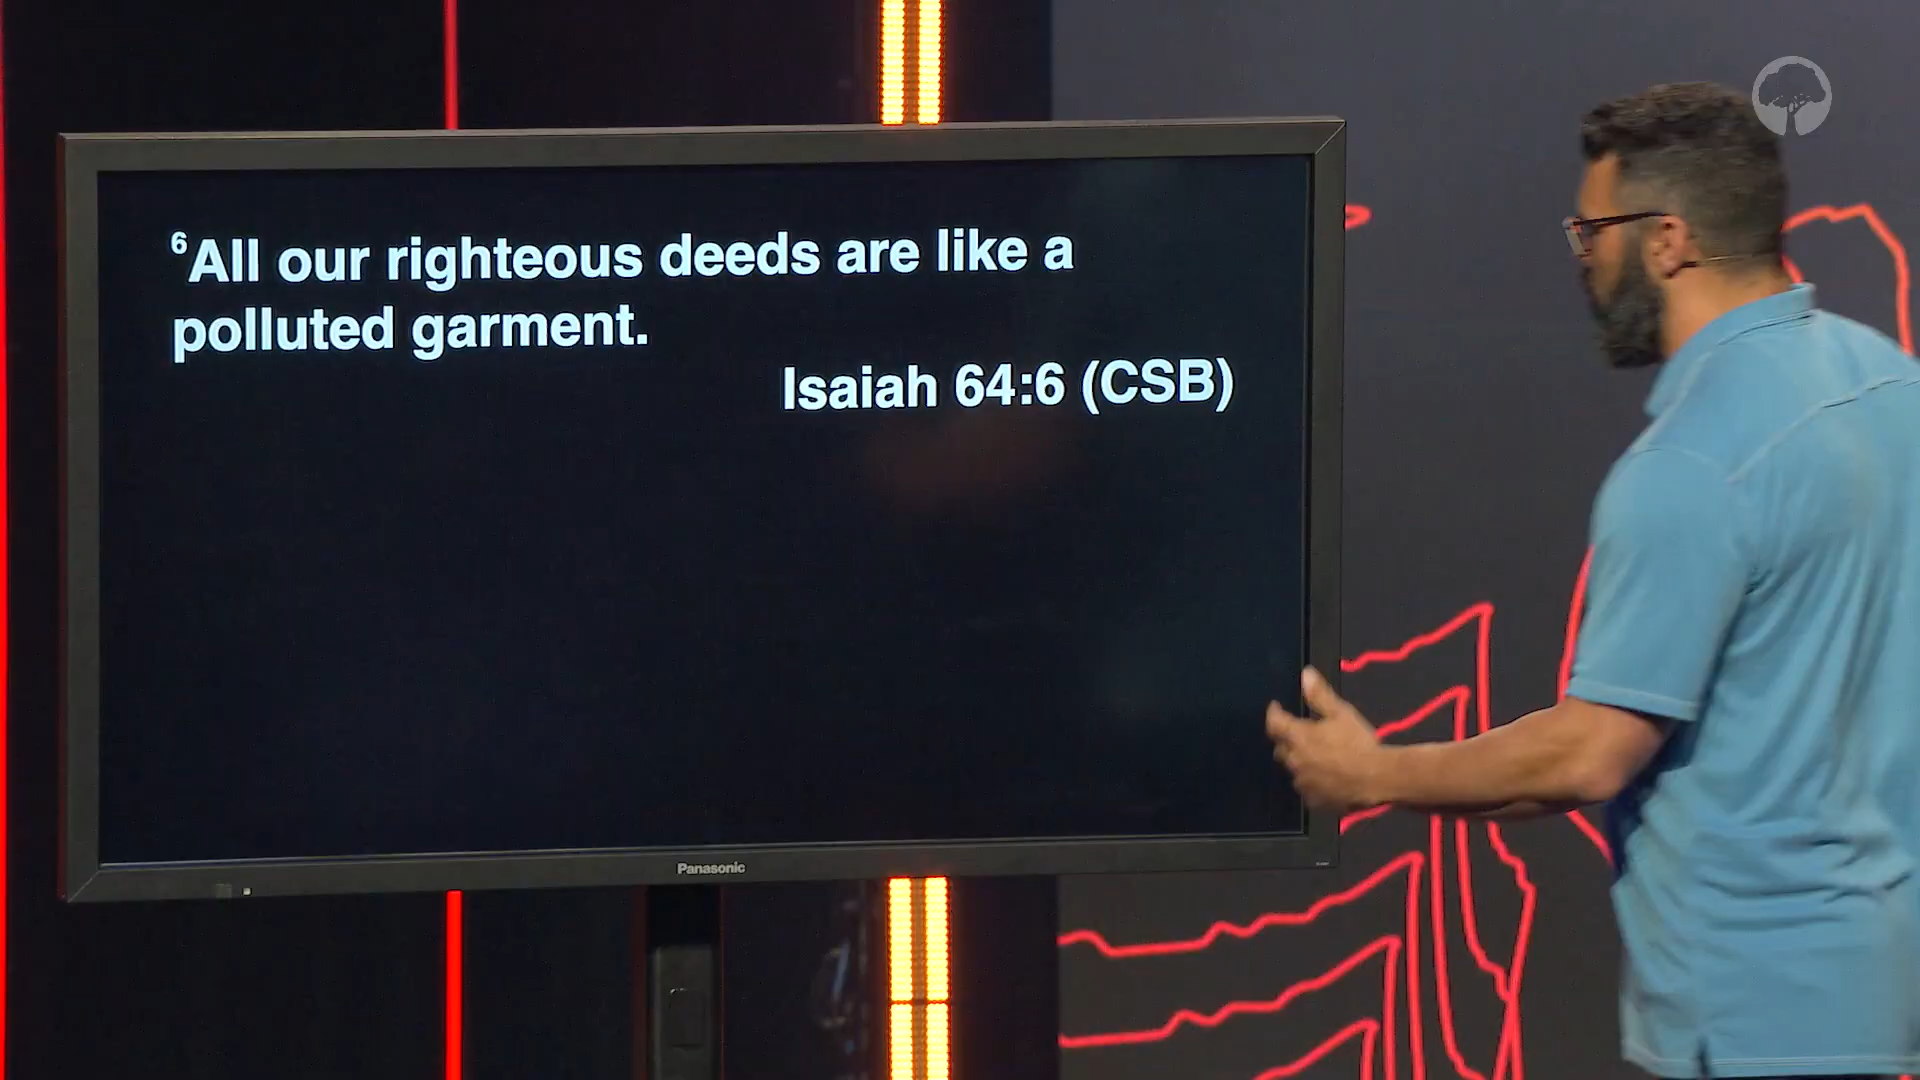 ⁶All our righteous deeds are like a
polluted garment.
Isaiah 64:6 (CSB)
Panasonic